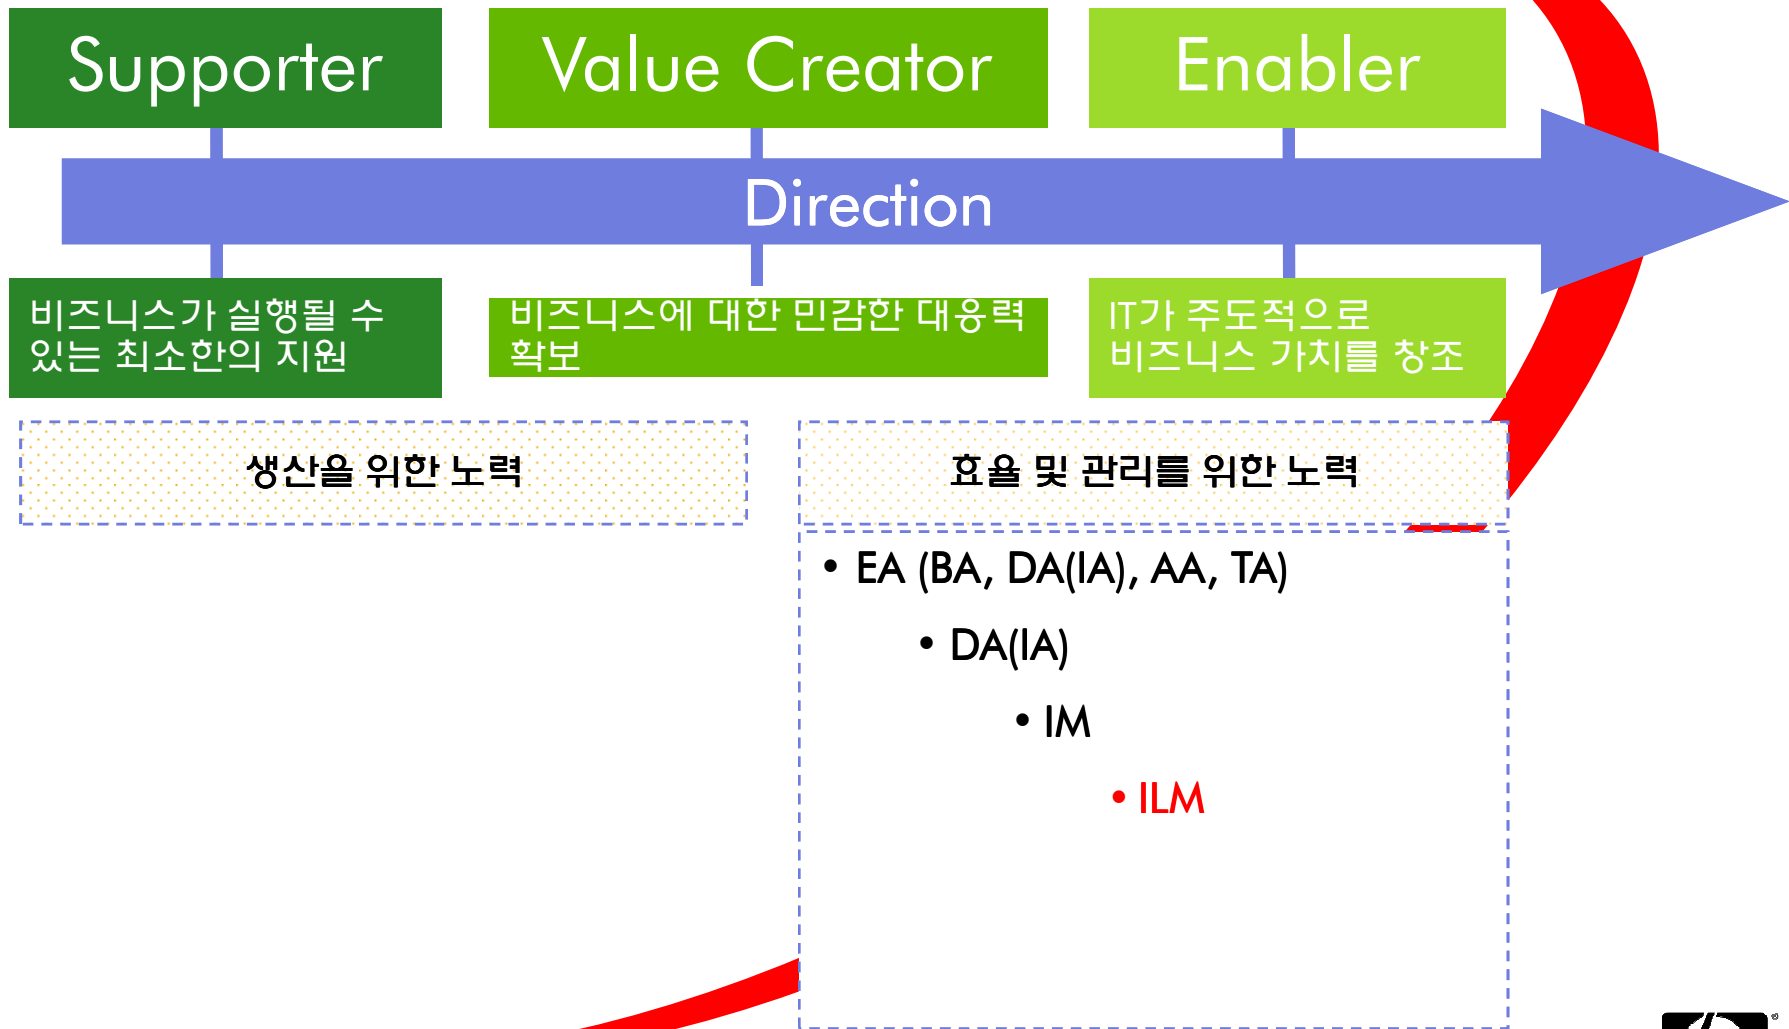 Supporter
Value Creator
Enabler
Direction
비즈니스가 실행될 수
있는 최소한의 지원
비즈니스에 대한 민감한 대응력
확보
IT가 주도적으로
비즈니스 가치를 창조
생산을 위한 노력
효율 및 관리를 위한 노력
• EA (BA, DA(IA), AA, TA)
• DA(IA)
• IM
• ILM